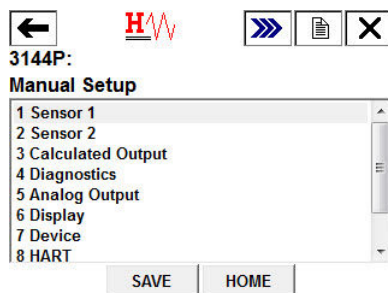 H
3144P:
Manual Setup
1 Sensor 1
2 Sensor 2
3 Calculated Output
4 Diagnostics
5 Analog Output
6 Display
7 Device
8 HART
SAVE HOME